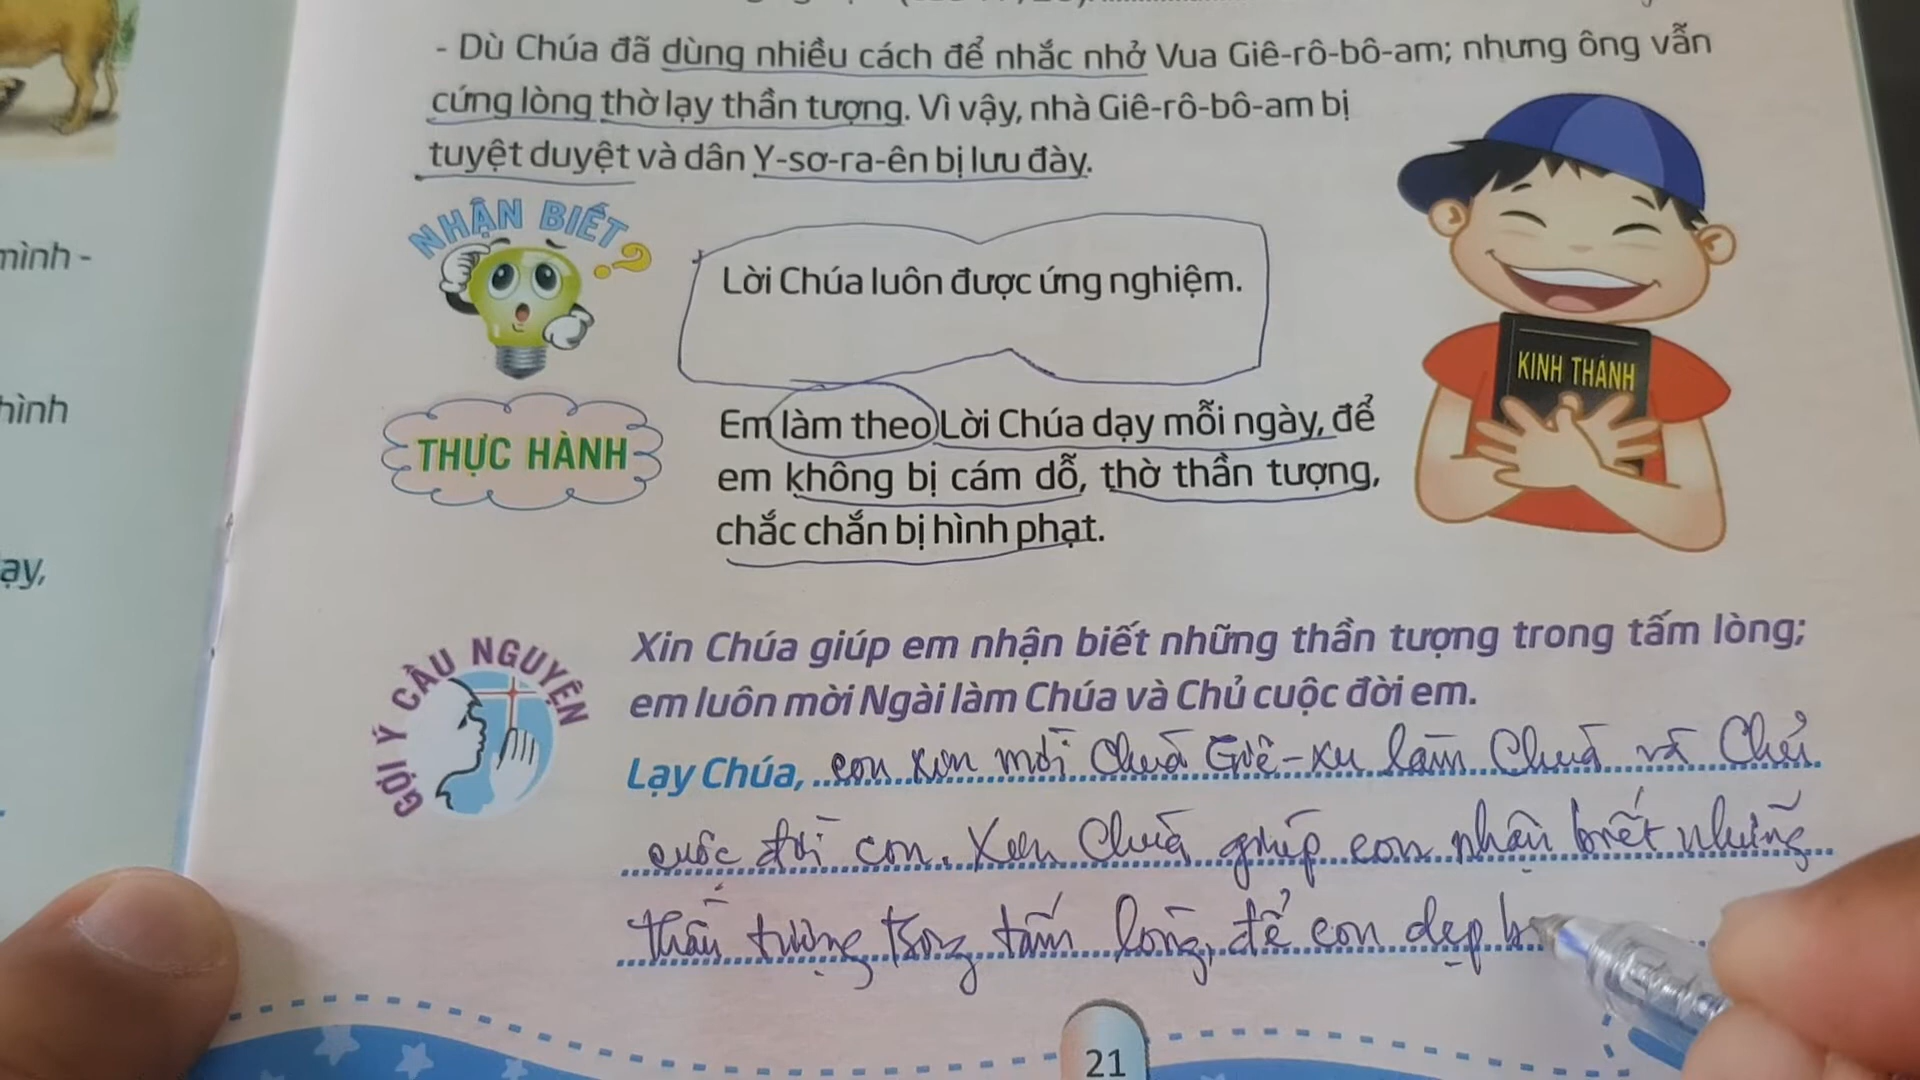 - Dù Chúa đã dùng nhiều cách để nhắc nhở Vua Giê-rô-bô-am; nhưng ông vẫn
cứng lòng thờ lạy thần tượng. Vì vậy, nhà Giê-rô-bô-am bị
tuyệt duyệt và dân Y-sơ-ra-ên bị lưu đày.
mình -
NHẬN BIẾT?
Lời Chúa luôn được ứng nghiệm.
KINH THÁNH
hình
THỰC HÀNH
Em làm theo Lời Chúa dạy mỗi ngày, để
em không bị cám dỗ, thờ thần tượng,
chắc chắn bị hình phạt.
ạy,
GỢI Ý CẦU NGUYỆN
Xin Chúa giúp em nhận biết những thần tượng trong tấm lòng;
em luôn mời Ngài làm Chúa và Chủ cuộc đời em.
Lạy Chúa, con xin mời Chúa Giê-xu làm Chúa và Chủ
cuộc đời con. Xin Chúa giúp con nhận biết những
thần tượng trong tấm lòng, để con dẹp b
21